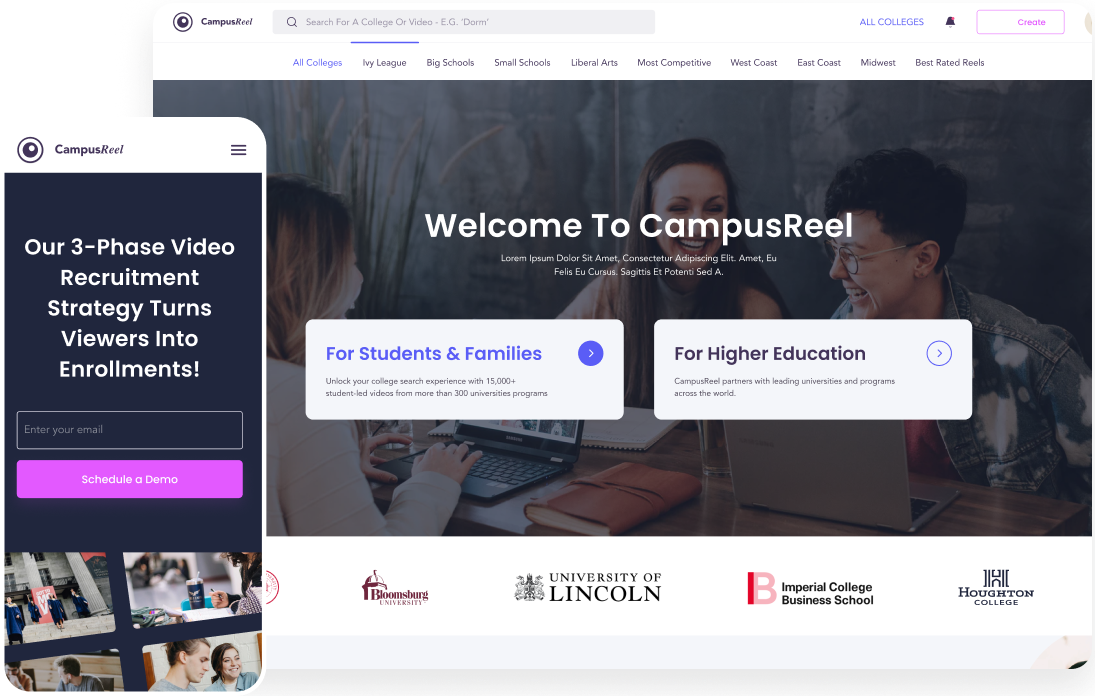 CampusReel
Search For A College Or Video - E.G. 'Dorm'
ALL COLLEGES
Create
All Colleges
Ivy League
Big Schools
Small Schools
Liberal Arts
Most Competitive
West Coast
East Coast
Midwest
Best Rated Reels
Welcome To CampusReel
Lorem Ipsum Dolor Sit Amet, Consectetur Adipiscing Elit. Amet, Eu
Felis Eu Cursus. Sagittis Et Potenti Sed A.
For Students & Families
Unlock your college search experience with 15,000+
student-led videos from more than 300 universities programs
For Higher Education
CampusReel partners with leading universities and programs
across the world.
Bloomsburg
UNIVERSITY
UNIVERSITY OF
LINCOLN
Imperial College
Business School
HOUGHTON
COLLEGE
CampusReel
Our 3-Phase Video
Recruitment
Strategy Turns
Viewers Into
Enrollments!
Enter your email
Schedule a Demo